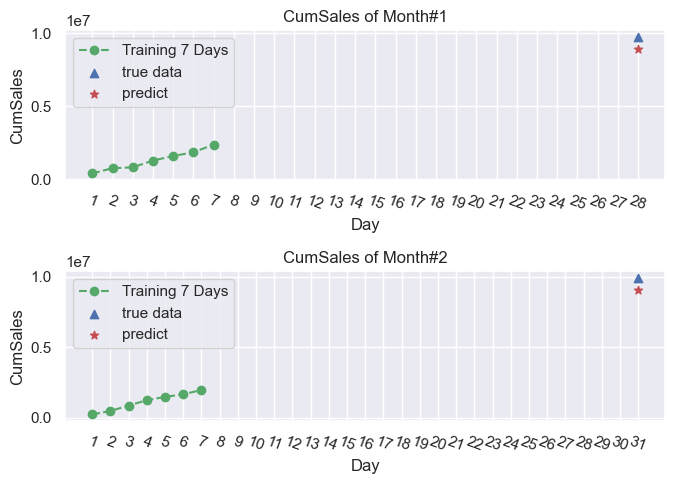 CumSales of Month#1
1e7
1.0
0.5
0.0
CumSales
Training 7 Days
true data
predict
1 2 3 4 5 6 7 8 9 10 11 12 13 14 15 16 17 18 19 20 21 22 23 24 25 26 27 28
Day
CumSales of Month#2
1e7
1.0
0.5
0.0
CumSales
Training 7 Days
true data
predict
1 2 3 4 5 6 7 8 9 10 11 12 13 14 15 16 17 18 19 20 21 22 23 24 25 26 27 28 29 30 31
Day